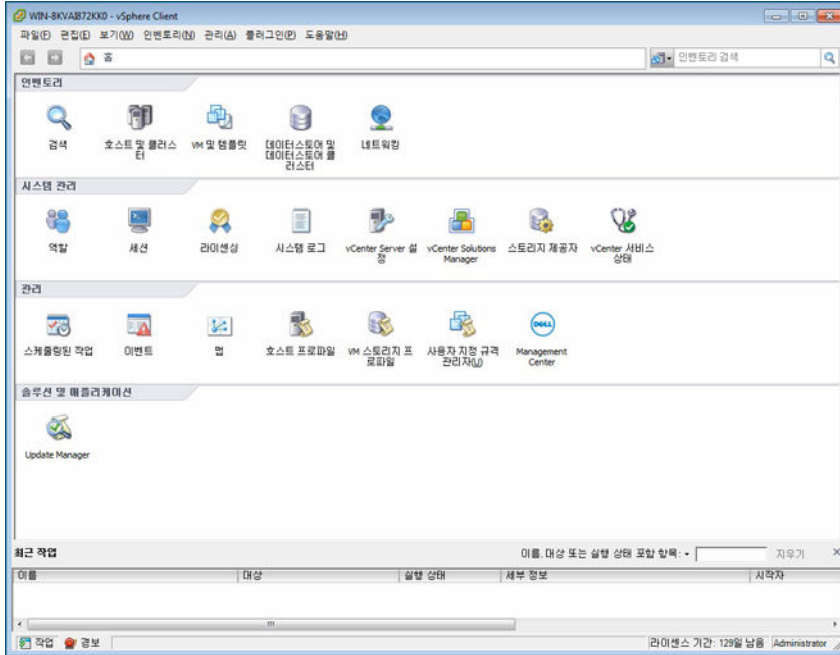 WIN-8KVAI872KK0 - vSphere Client
파일(F) 편집(E) 보기(W) 인벤토리(N) 관리(A) 플러그인(P) 도움말(H)
홈 인벤토리 검색
인벤토리
검색 호스트 및 클러스터 VM 및 템플릿 데이터스토어 및 데이터스토어 클러스터 네트워킹
시스템 관리
역할 세션 라이센싱 시스템 로그 vCenter Server 설정 vCenter Solutions Manager 스토리지 제공자 vCenter 서비스 상태
관리
스케줄링된 작업 이벤트 맵 호스트 프로파일 VM 스토리지 프로파일 사용자 지정 규격 관리자(U) DELL Management Center
솔루션 및 애플리케이션
Update Manager
최근 작업 이름, 대상 또는 실행 상태 포함 항목: 지우기
이름 대상 실행 상태 세부 정보 시작자
작업 경보 라이센스 기간: 129일 남음 Administrator